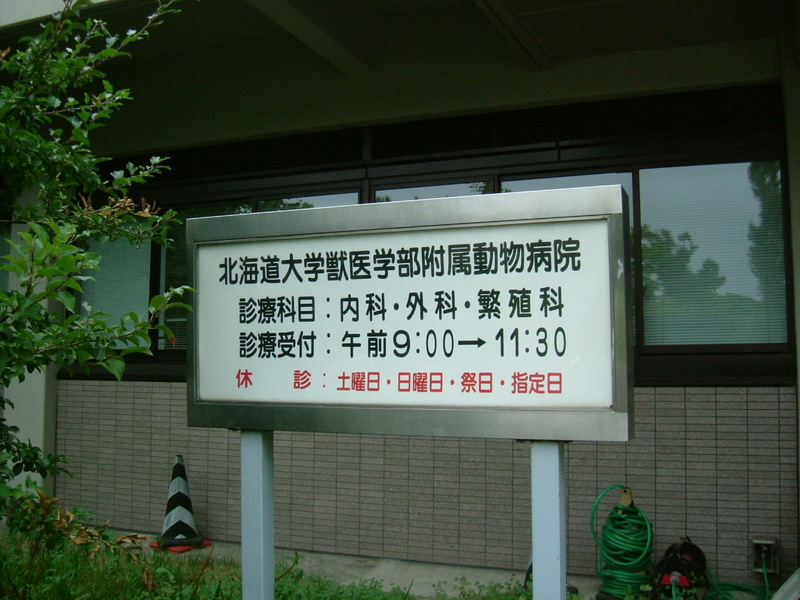 北海道大学獣医学部附属動物病院
診療科目：内科・外科・繁殖科
診療受付：午前9：00→11：30
休　診：土曜日・日曜日・祭日・指定日